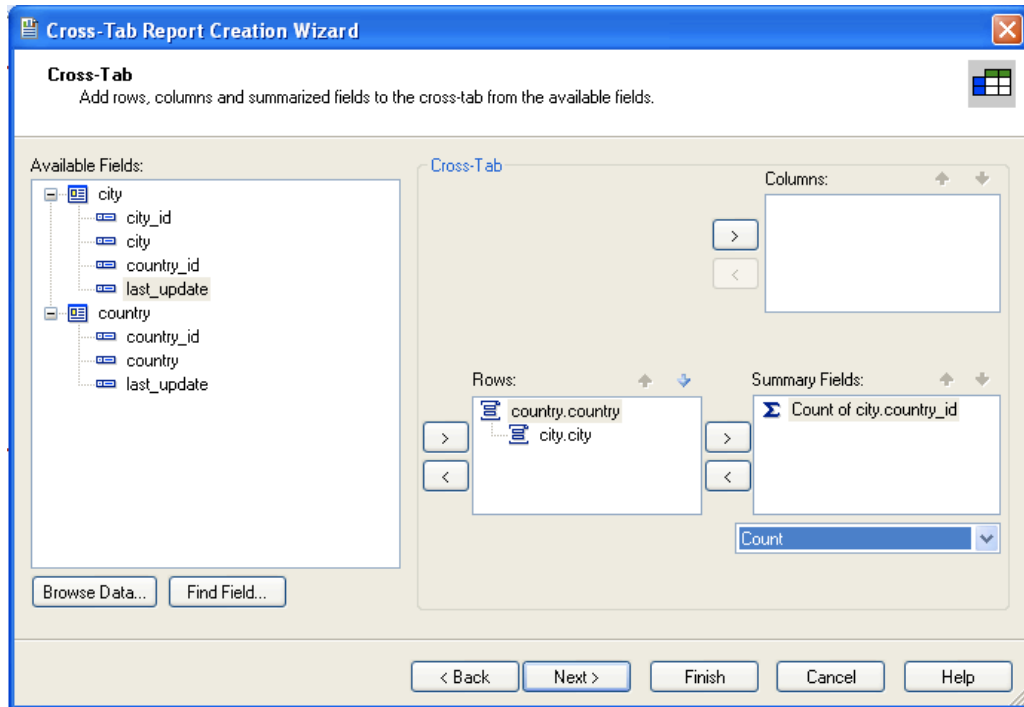 Cross-Tab Report Creation Wizard
Cross-Tab
Add rows, columns and summarized fields to the cross-tab from the available fields.
Available Fields:
city
city_id
city
country_id
last_update
country
country_id
country
last_update
Browse Data...
Find Field...
Cross-Tab
Columns:
>
<
Rows:
>
<
country.country
city.city
Summary Fields:
>
<
Σ Count of city.country_id
Count
< Back
Next >
Finish
Cancel
Help